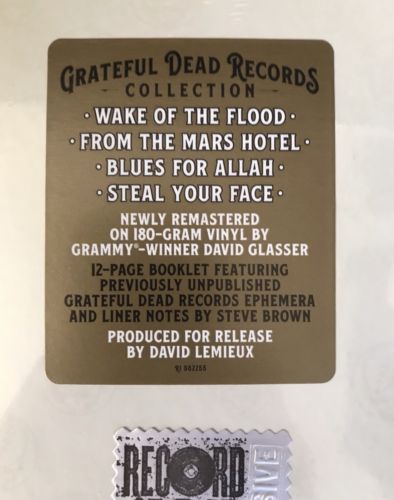 GRATEFUL DEAD RECORDS
COLLECTION
· WAKE OF THE FLOOD ·
· FROM THE MARS HOTEL ·
· BLUES FOR ALLAH ·
· STEAL YOUR FACE ·
NEWLY REMASTERED
ON 180-GRAM VINYL BY
GRAMMY®-WINNER DAVID GLASSER
12-PAGE BOOKLET FEATURING
PREVIOUSLY UNPUBLISHED
GRATEFUL DEAD RECORDS EPHEMERA
AND LINER NOTES BY STEVE BROWN
PRODUCED FOR RELEASE
BY DAVID LEMIEUX
RECORD